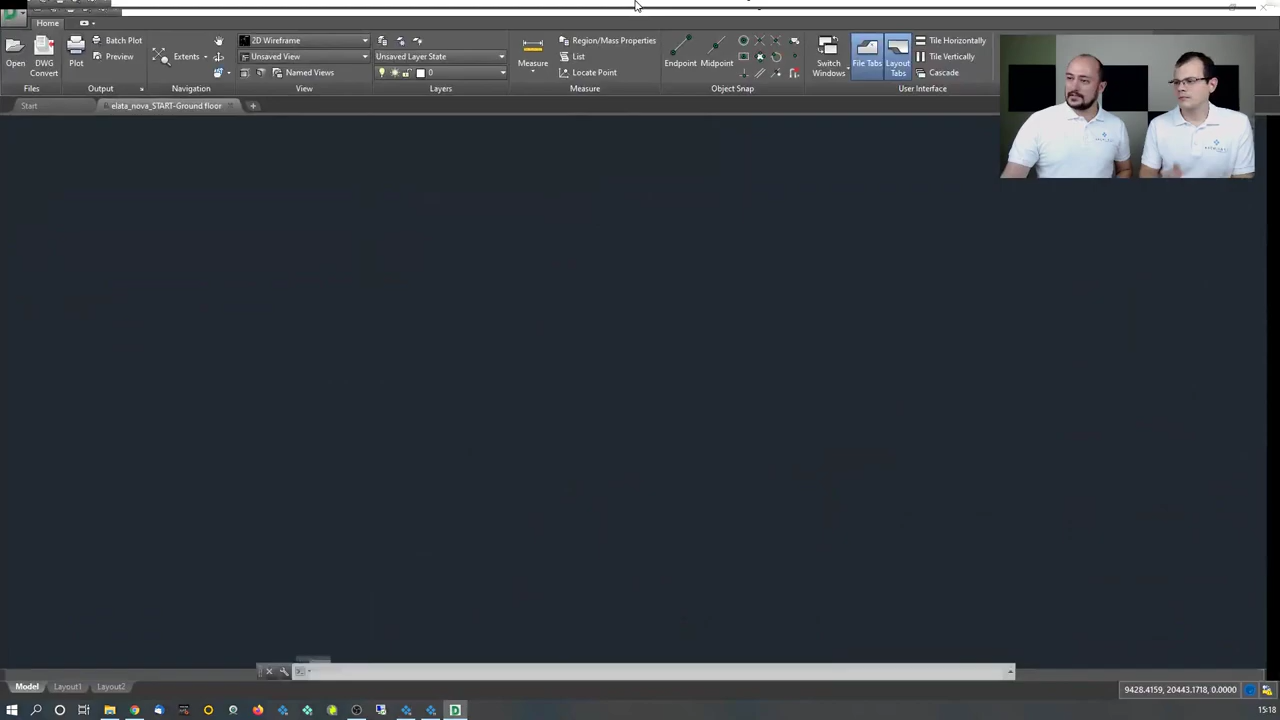 Home
Open
DWG
Convert
Files
Plot
Batch Plot
Preview
Output
Extents
Navigation
2D Wireframe
Unsaved View
Named Views
View
Unsaved Layer State
0
Layers
Measure
Region/Mass Properties
List
Locate Point
Measure
Endpoint
Midpoint
Object Snap
Switch
Windows
File Tabs
Layout
Tabs
Tile Horizontally
Tile Vertically
Cascade
User Interface
Start
elata_nova_START-Ground floor
Model
Layout1
Layout2
9428.4159, 20443.1718, 0.0000
15:18